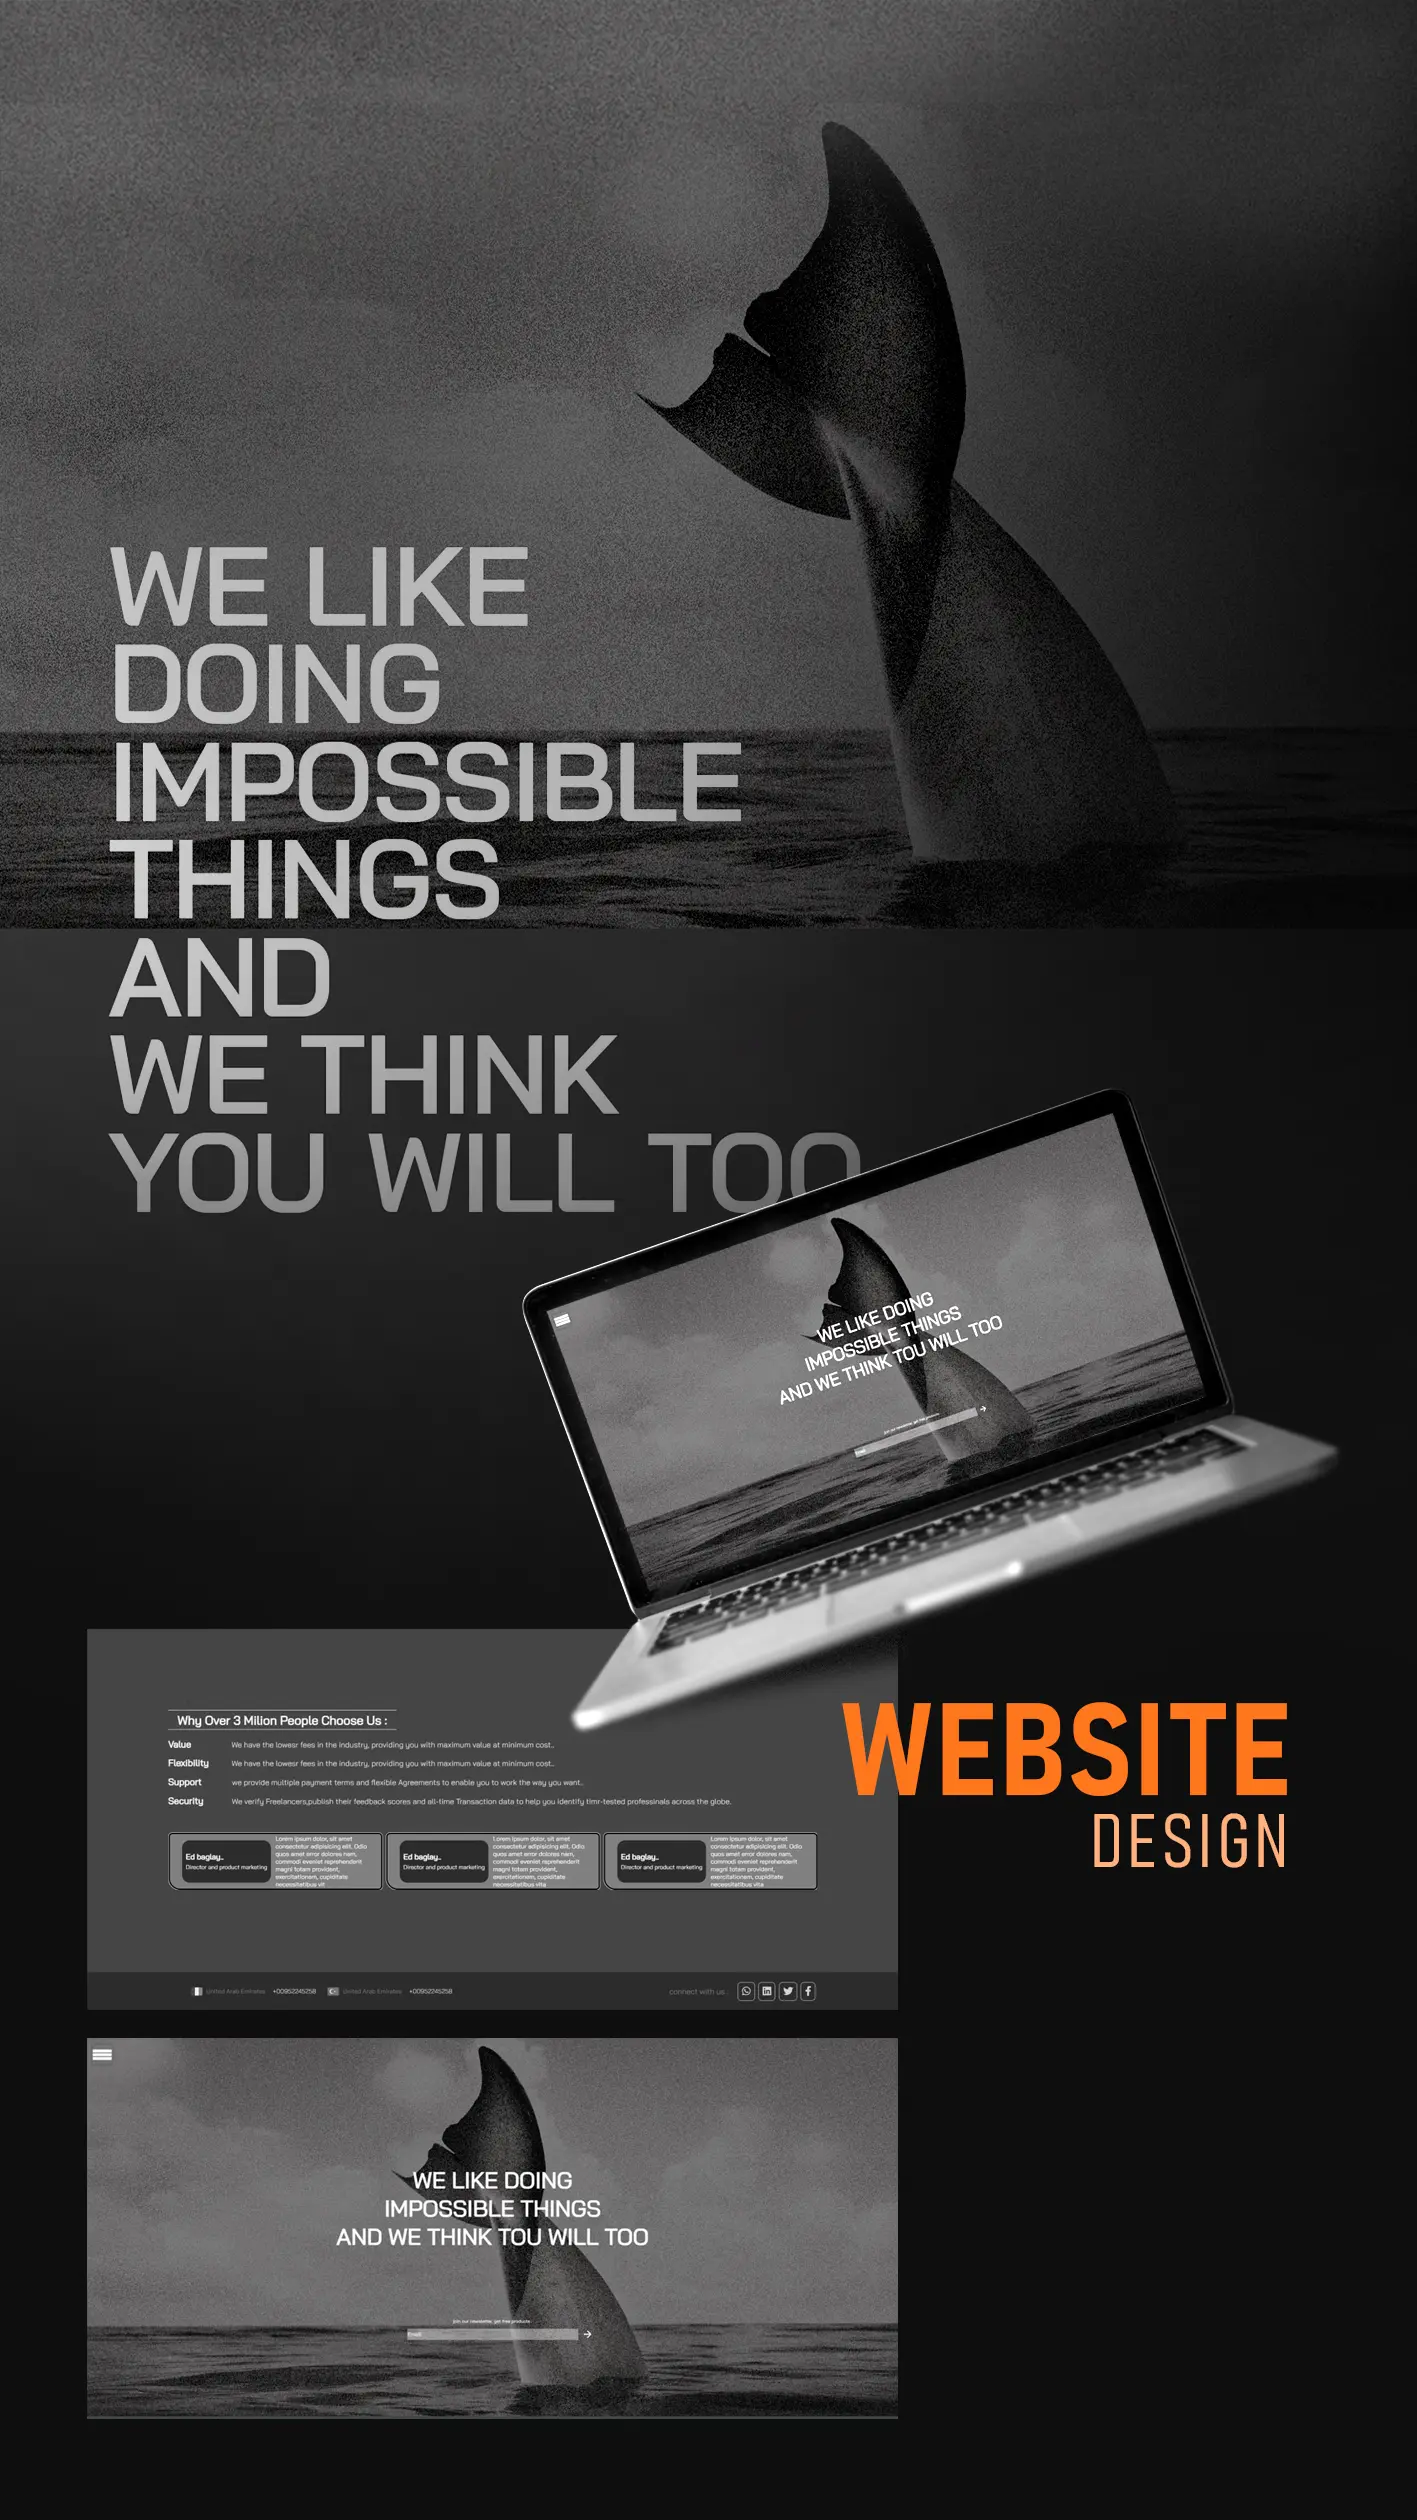 WE LIKE
DOING
IMPOSSIBLE
THINGS
AND
WE THINK
YOU WILL TOO
WE LIKE DOING
IMPOSSIBLE THINGS
AND WE THINK TOU WILL TOO
Email
WEBSITE
DESIGN
Why Over 3 Milion People Choose Us :
Value We have the lowesr fees in the industry, providing you with maximum value at minimum cost..
Flexibility We have the lowesr fees in the industry, providing you with maximum value at minimum cost..
Support we provide multiple payment terms and flexible Agreements to enable you to work the way you want..
Security We verify Freelancers,publish their feedback scores and all-time Transaction data to help you identify timr-tested professinals across the globe.
Ed baglay..
Director and product marketing
Lorem ipsum dolor, sit amet
consectetur adipisicing elit. Odio
quos amet error dolores nam,
commodi eveniet reprehenderit
magni totam provident,
exercitationem, cupiditate
necessitatibus vit
Ed baglay..
Director and product marketing
Lorem ipsum dolor, sit amet
consectetur adipisicing elit. Odio
quos amet error dolores nam,
commodi eveniet reprehenderit
magni totam provident,
exercitationem, cupiditate
necessitatibus vita
Ed baglay..
Director and product marketing
Lorem ipsum dolor, sit amet
consectetur adipisicing elit. Odio
quos amet error dolores nam,
commodi eveniet reprehenderit
magni totam provident,
exercitationem, cupiditate
necessitatibus vita
United Arab Emirates +00952245258 United Arab Emirates +00952245258 connect with us
WE LIKE DOING
IMPOSSIBLE THINGS
AND WE THINK TOU WILL TOO
join our newsletter, get free products
Email